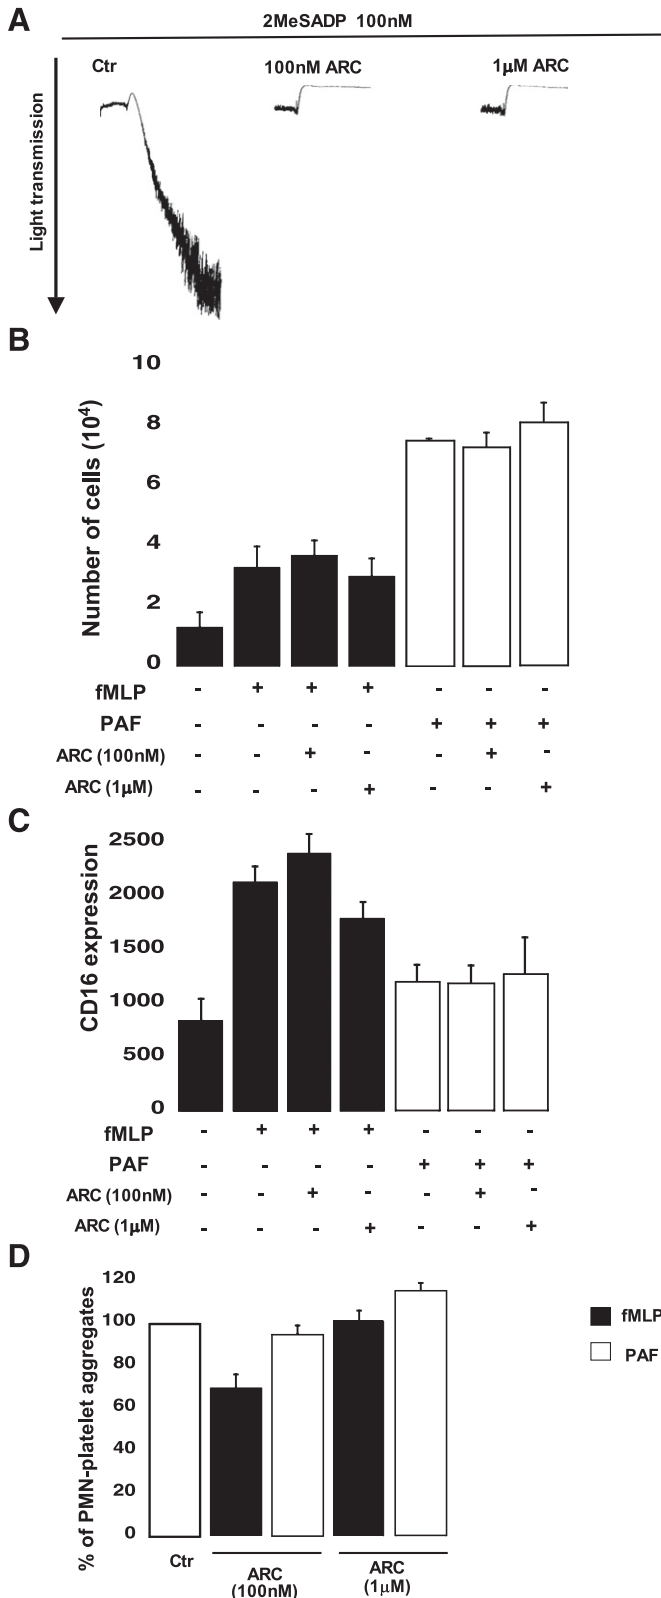 A
2MeSADP 100nM
Ctr
100nM ARC
1µM ARC
Light transmission
B
10
8
6
4
2
0
Number of cells (10⁴)
fMLP - + + + - - -
PAF - - - - + + +
ARC (100nM) - - + - - + -
ARC (1µM) - - - + - - +
C
2500
2000
1500
1000
500
0
CD16 expression
fMLP - + + + - - -
PAF - - - - + + +
ARC (100nM) - - + - - + -
ARC (1µM) - - - + - - +
D
120
100
80
60
40
20
0
% of PMN-platelet aggregates
fMLP
PAF
Ctr
ARC
(100nM)
ARC
(1µM)